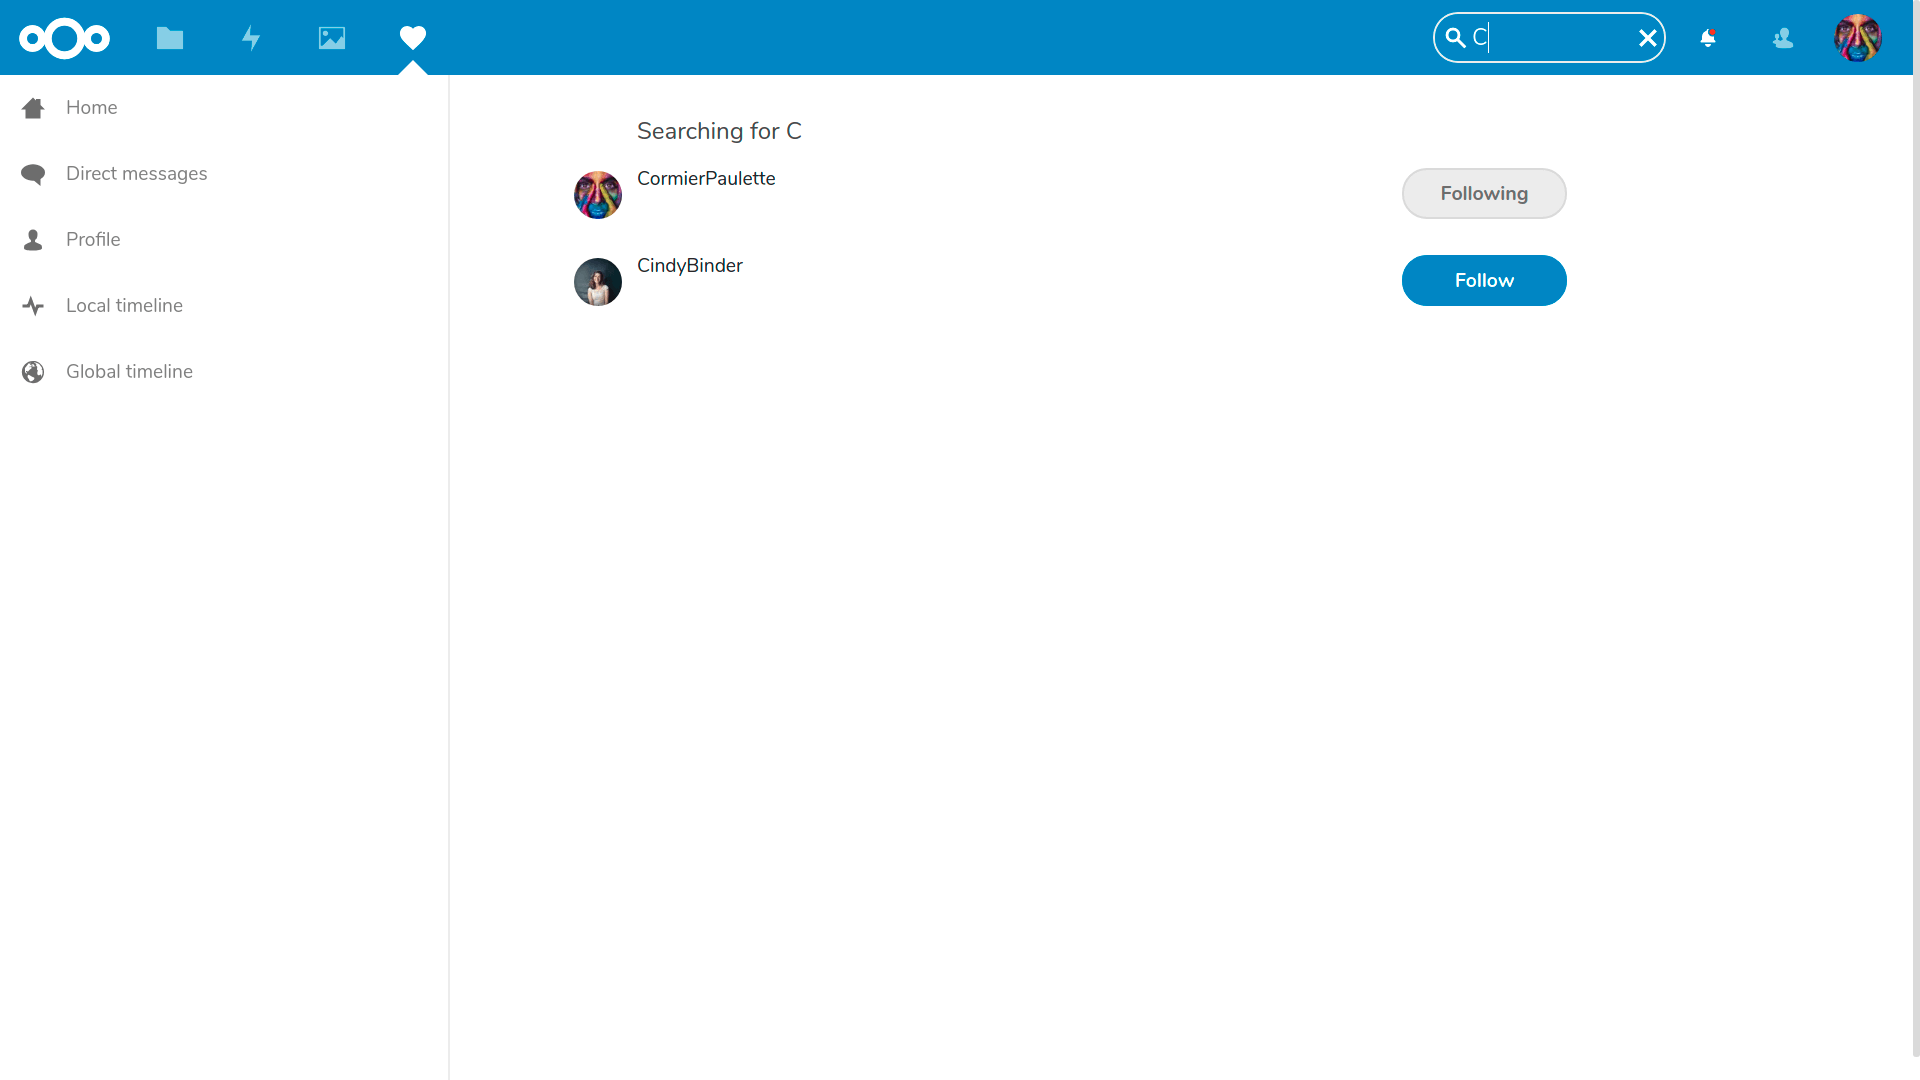 C
Home
Direct messages
Profile
Local timeline
Global timeline
Searching for C
CormierPaulette
Following
CindyBinder
Follow